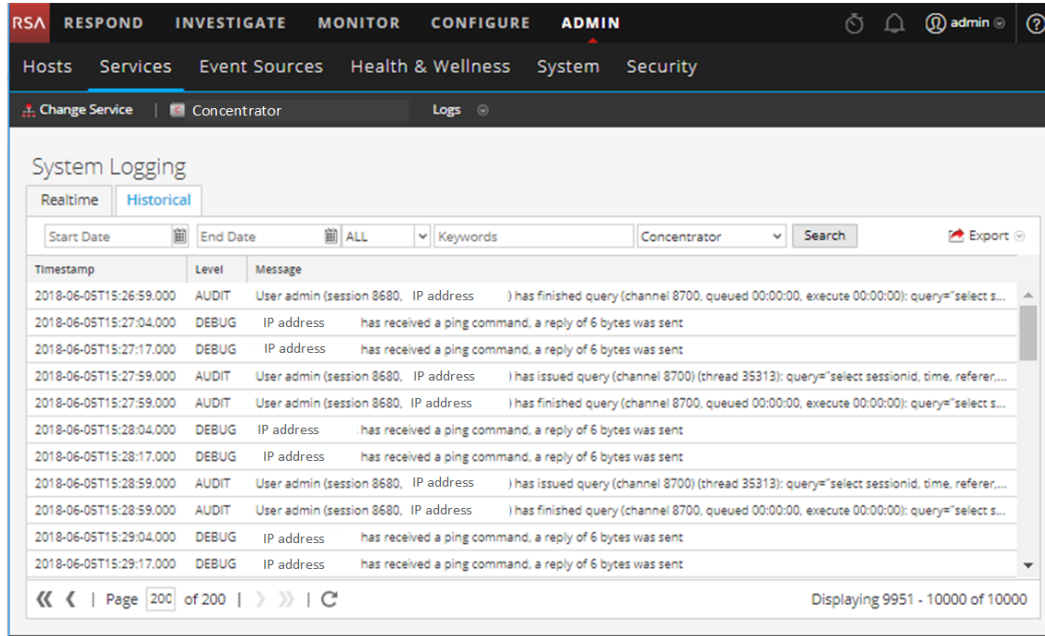 RSA RESPOND INVESTIGATE MONITOR CONFIGURE ADMIN admin ?
Hosts Services Event Sources Health & Wellness System Security
Change Service | C Concentrator Logs
System Logging
Realtime Historical
Start Date End Date ALL Keywords Concentrator Search Export
Timestamp Level Message
2018-06-05T15:26:59.000 AUDIT User admin (session 8680, IP address ) has finished query (channel 8700, queued 00:00:00, execute 00:00:00): query="select s...
2018-06-05T15:27:04.000 DEBUG IP address has received a ping command, a reply of 6 bytes was sent
2018-06-05T15:27:17.000 DEBUG IP address has received a ping command, a reply of 6 bytes was sent
2018-06-05T15:27:59.000 AUDIT User admin (session 8680, IP address ) has issued query (channel 8700) (thread 35313): query="select sessionid, time, referer,...
2018-06-05T15:27:59.000 AUDIT User admin (session 8680, IP address ) has finished query (channel 8700, queued 00:00:00, execute 00:00:00): query="select s...
2018-06-05T15:28:04.000 DEBUG IP address has received a ping command, a reply of 6 bytes was sent
2018-06-05T15:28:17.000 DEBUG IP address has received a ping command, a reply of 6 bytes was sent
2018-06-05T15:28:59.000 AUDIT User admin (session 8680, IP address ) has issued query (channel 8700) (thread 35313): query="select sessionid, time, referer,...
2018-06-05T15:28:59.000 AUDIT User admin (session 8680, IP address ) has finished query (channel 8700, queued 00:00:00, execute 00:00:00): query="select s...
2018-06-05T15:29:04.000 DEBUG IP address has received a ping command, a reply of 6 bytes was sent
2018-06-05T15:29:17.000 DEBUG IP address has received a ping command, a reply of 6 bytes was sent
| Page 200 of 200 | | Displaying 9951 - 10000 of 10000